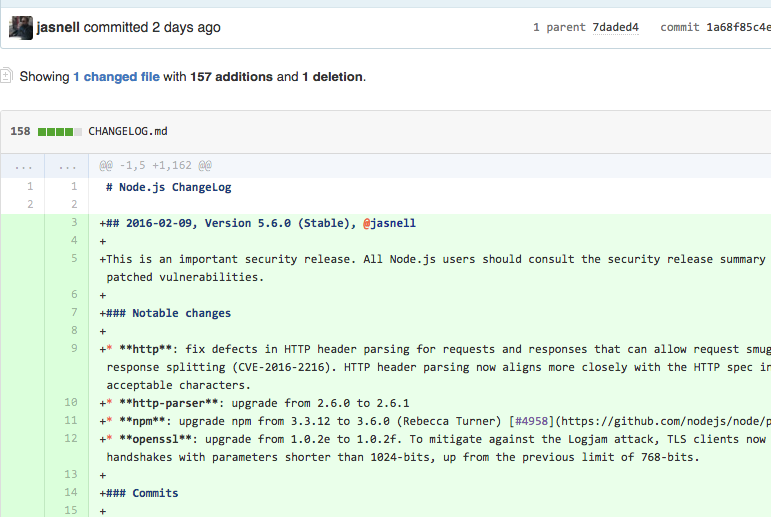 jasnell committed 2 days ago 1 parent 7daded4 commit 1a68f85c4e
Showing 1 changed file with 157 additions and 1 deletion.
158 CHANGELOG.md
... ... @@ -1,5 +1,162 @@
1 1 # Node.js ChangeLog
2 2
3 +## 2016-02-09, Version 5.6.0 (Stable), @jasnell
4 +
5 +This is an important security release. All Node.js users should consult the security release summary
patched vulnerabilities.
6 +
7 +### Notable changes
8 +
9 +* **http**: fix defects in HTTP header parsing for requests and responses that can allow request smug
response splitting (CVE-2016-2216). HTTP header parsing now aligns more closely with the HTTP spec in
acceptable characters.
10 +* **http-parser**: upgrade from 2.6.0 to 2.6.1
11 +* **npm**: upgrade npm from 3.3.12 to 3.6.0 (Rebecca Turner) [#4958](https://github.com/nodejs/node/p
12 +* **openssl**: upgrade from 1.0.2e to 1.0.2f. To mitigate against the Logjam attack, TLS clients now
handshakes with parameters shorter than 1024-bits, up from the previous limit of 768-bits.
13 +
14 +### Commits
15 +